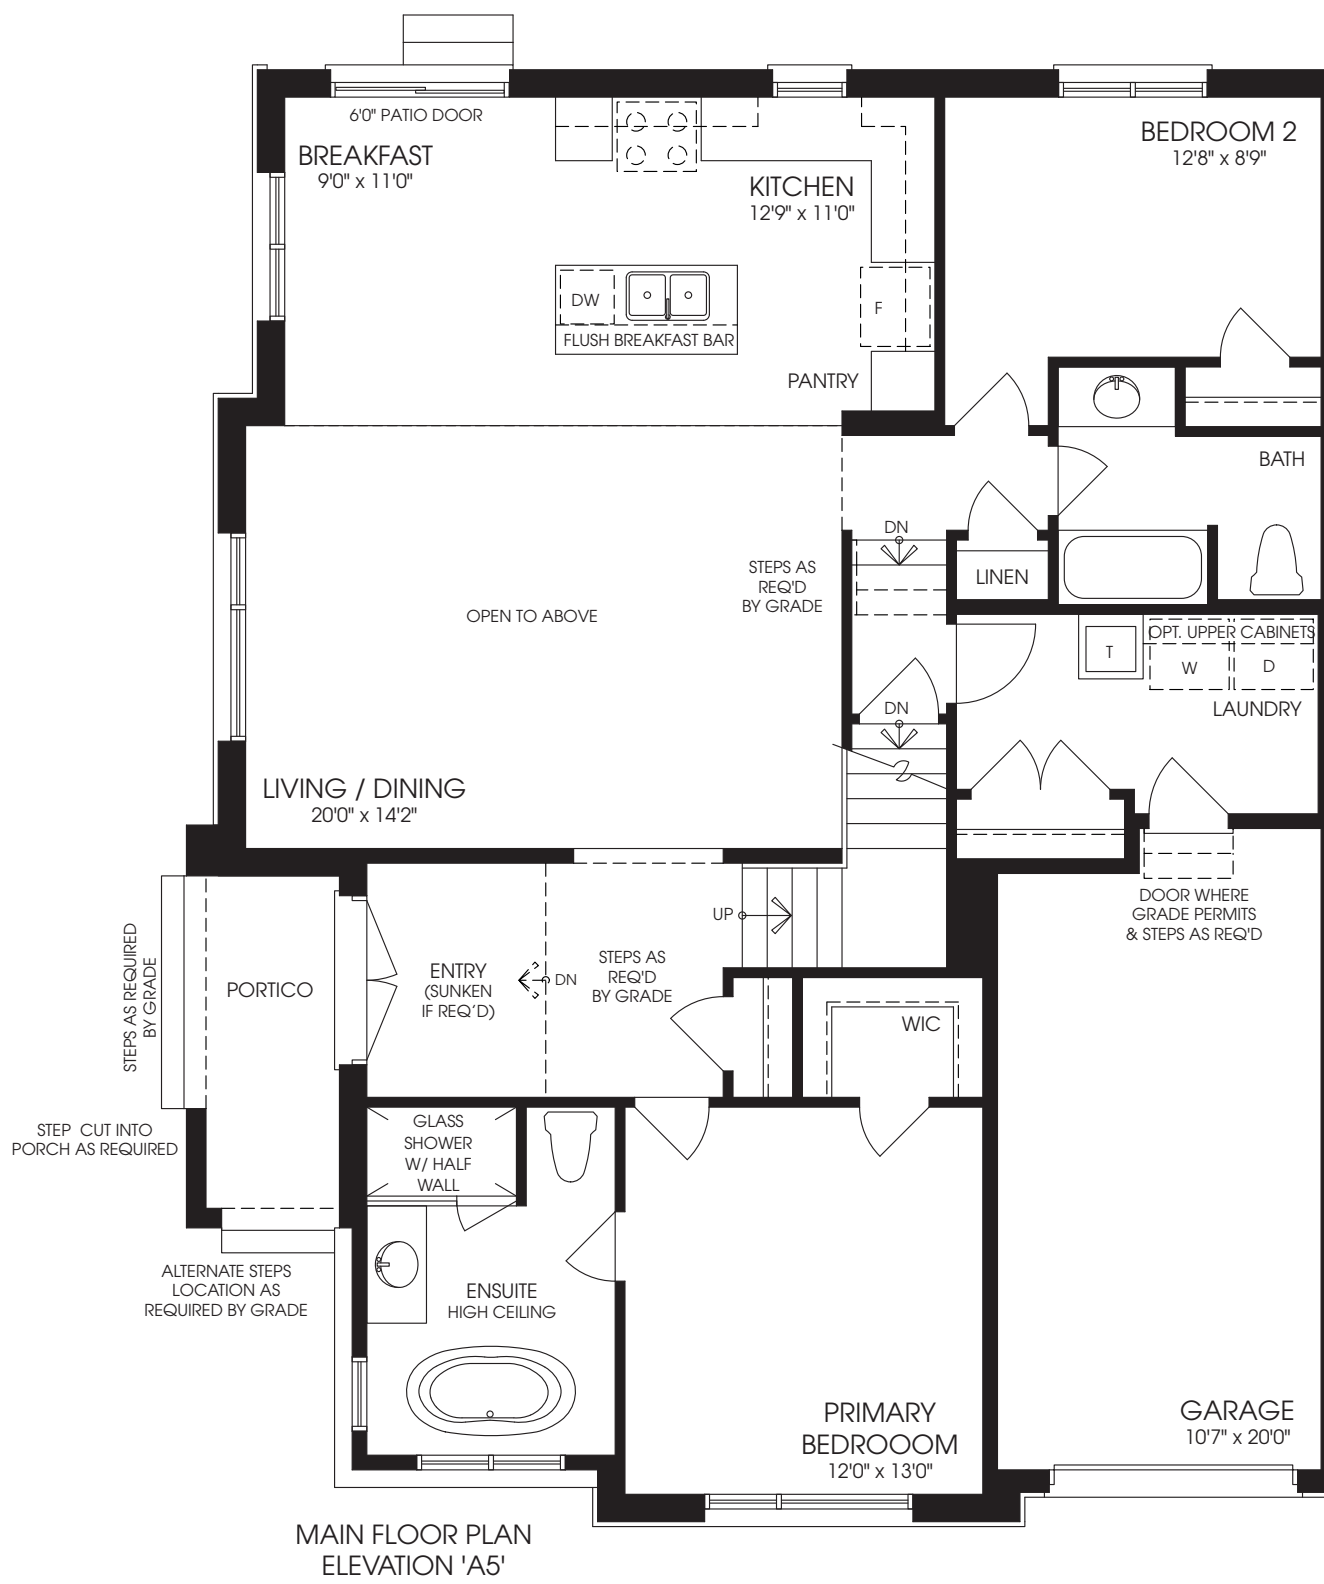 6'0" PATIO DOOR
BREAKFAST
9'0" x 11'0"
KITCHEN
12'9" x 11'0"
BEDROOM 2
12'8" x 8'9"
DW
FLUSH BREAKFAST BAR
F
PANTRY
BATH
DN
LINEN
STEPS AS
REQ'D
BY GRADE
OPEN TO ABOVE
OPT. UPPER CABINETS
T
W
D
LAUNDRY
DN
LIVING / DINING
20'0" x 14'2"
DOOR WHERE
GRADE PERMITS
& STEPS AS REQ'D
UP
STEPS AS REQUIRED
BY GRADE
PORTICO
ENTRY
(SUNKEN
IF REQ'D)
DN
STEPS AS
REQ'D
BY GRADE
WIC
STEP CUT INTO
PORCH AS REQUIRED
GLASS
SHOWER
W/ HALF
WALL
ALTERNATE STEPS
LOCATION AS
REQUIRED BY GRADE
ENSUITE
HIGH CEILING
PRIMARY
BEDROOOM
12'0" x 13'0"
GARAGE
10'7" x 20'0"
MAIN FLOOR PLAN
ELEVATION 'A5'